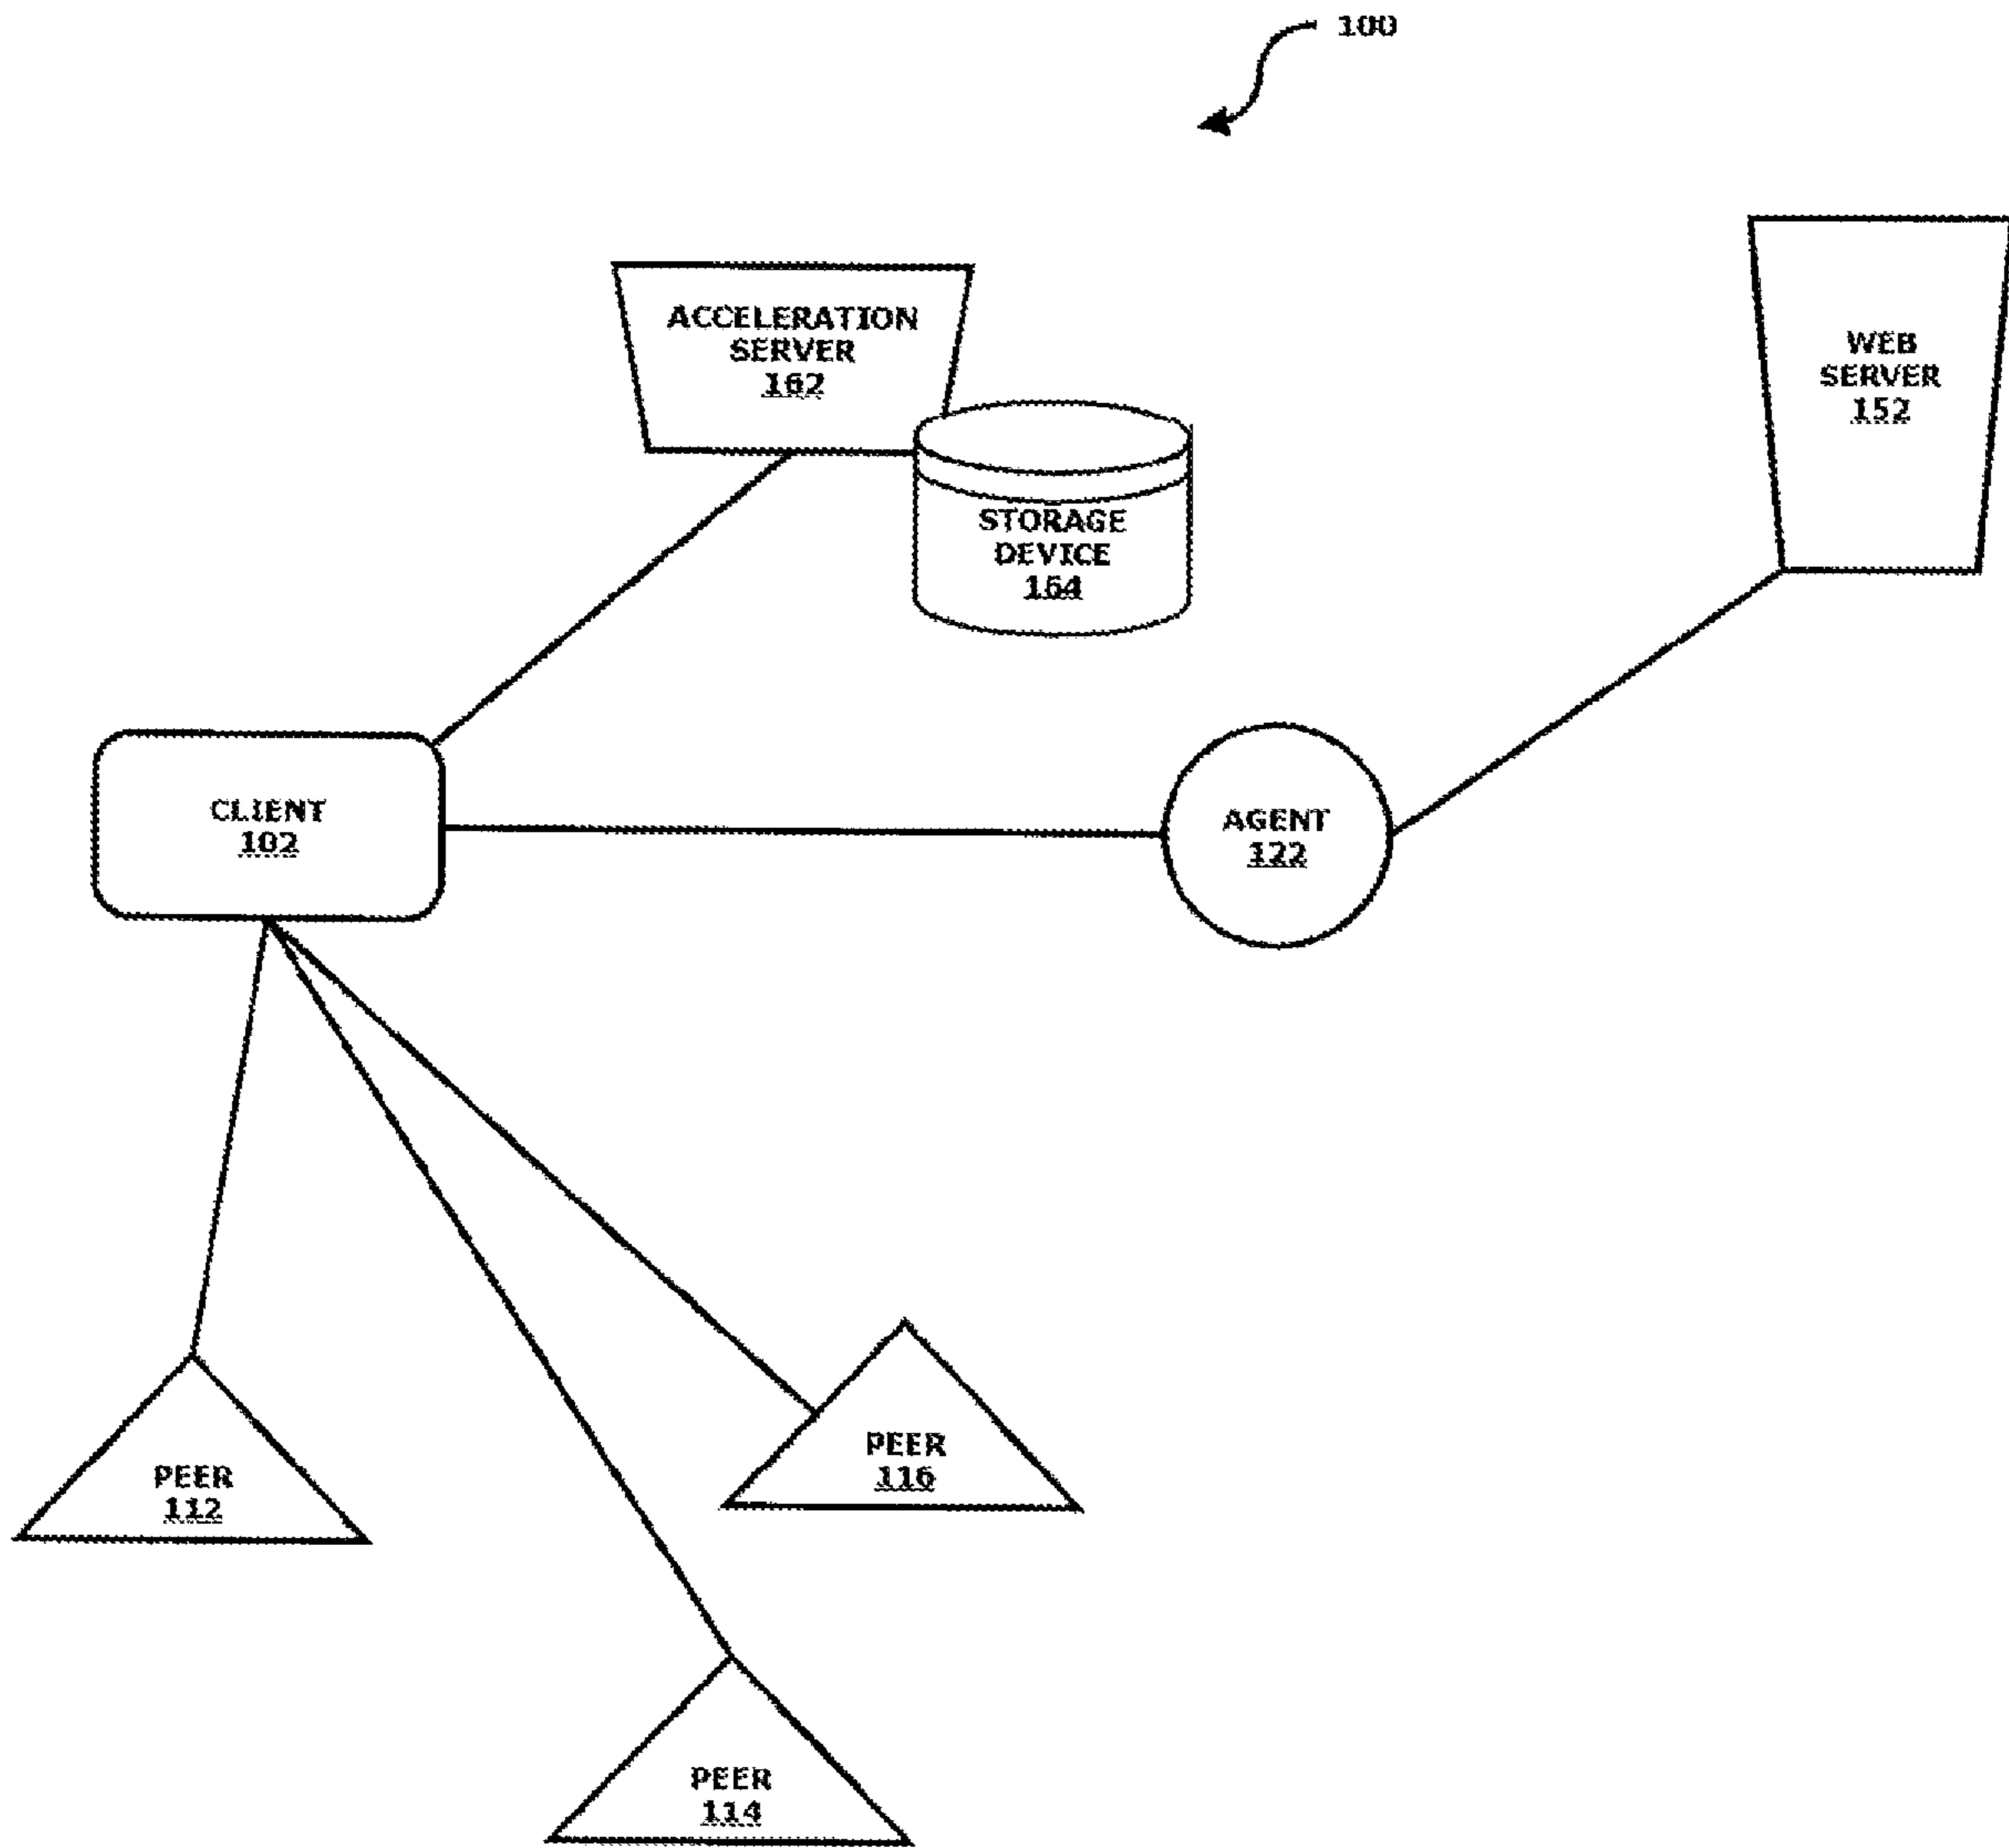 100
ACCELERATION
SERVER
162
WEB
SERVER
152
STORAGE
DEVICE
164
CLIENT
102
AGENT
122
PEER
116
PEER
112
PEER
114